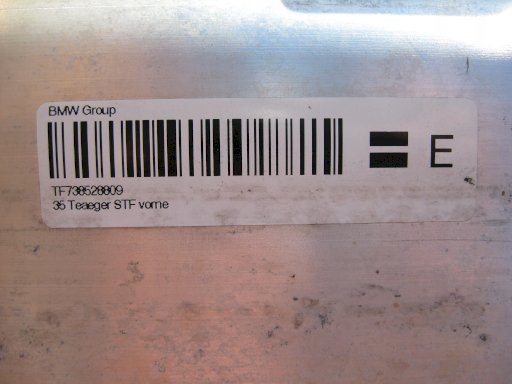 BMW Group
E
TF738528809
35 Teaeger STF vorne